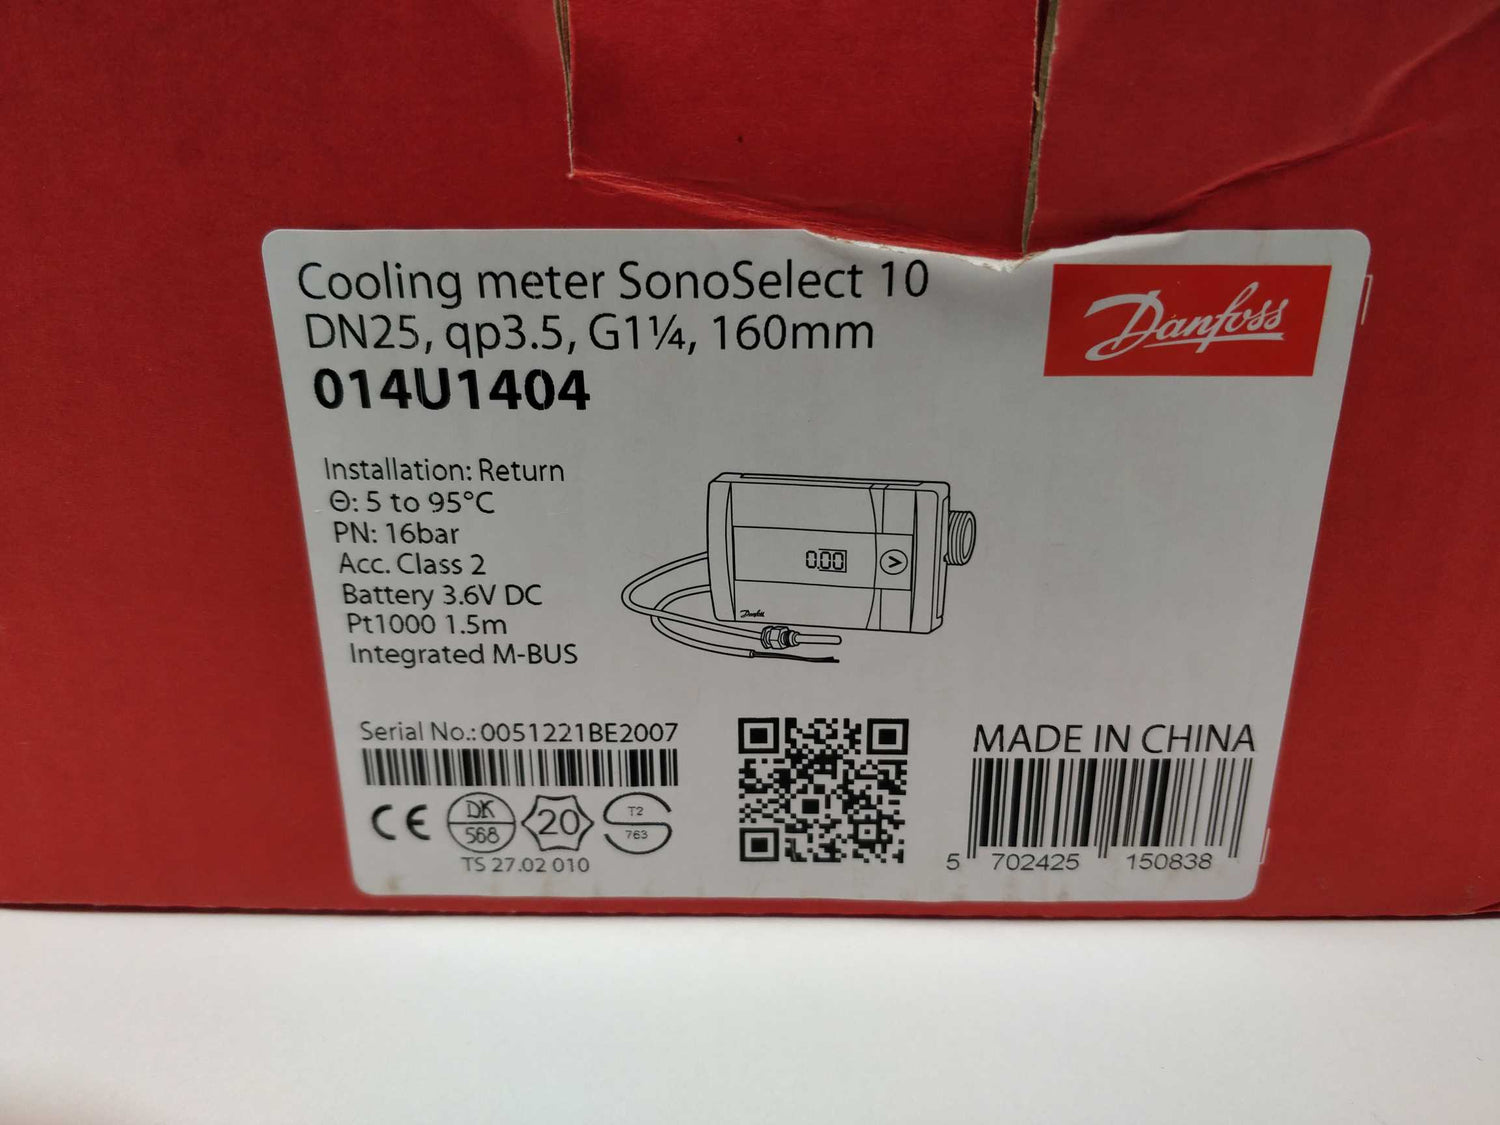 Cooling meter SonoSelect 10
DN25, qp3.5, G1¼, 160mm
014U1404
Danfoss
Installation: Return
Θ: 5 to 95°C
PN: 16bar
Acc. Class 2
Battery 3.6V DC
Pt1000 1.5m
Integrated M-BUS
0.00
>
Danfoss
Serial No.: 0051221BE2007
MADE IN CHINA
CE
DK
568
20
T2
763
TS 27.02 010
5 702425 150838